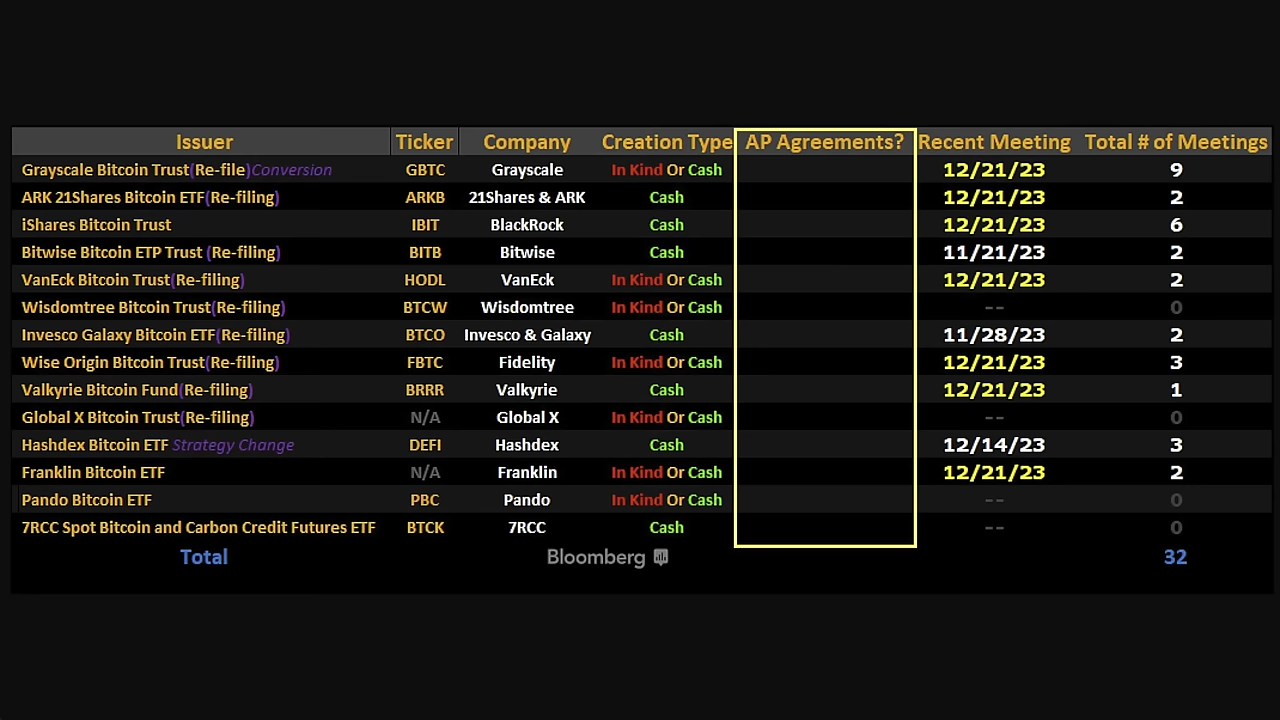 Issuer Ticker Company Creation Type AP Agreements? Recent Meeting Total # of Meetings
Grayscale Bitcoin Trust(Re-file)Conversion GBTC Grayscale In Kind Or Cash 12/21/23 9
ARK 21Shares Bitcoin ETF(Re-filing) ARKB 21Shares & ARK Cash 12/21/23 2
iShares Bitcoin Trust IBIT BlackRock Cash 12/21/23 6
Bitwise Bitcoin ETP Trust (Re-filing) BITB Bitwise Cash 11/21/23 2
VanEck Bitcoin Trust(Re-filing) HODL VanEck In Kind Or Cash 12/21/23 2
Wisdomtree Bitcoin Trust(Re-filing) BTCW Wisdomtree In Kind Or Cash -- 0
Invesco Galaxy Bitcoin ETF(Re-filing) BTCO Invesco & Galaxy Cash 11/28/23 2
Wise Origin Bitcoin Trust(Re-filing) FBTC Fidelity In Kind Or Cash 12/21/23 3
Valkyrie Bitcoin Fund(Re-filing) BRRR Valkyrie Cash 12/21/23 1
Global X Bitcoin Trust(Re-filing) N/A Global X In Kind Or Cash -- 0
Hashdex Bitcoin ETF Strategy Change DEFI Hashdex Cash 12/14/23 3
Franklin Bitcoin ETF N/A Franklin In Kind Or Cash 12/21/23 2
Pando Bitcoin ETF PBC Pando In Kind Or Cash -- 0
7RCC Spot Bitcoin and Carbon Credit Futures ETF BTCK 7RCC Cash -- 0
Total Bloomberg 32